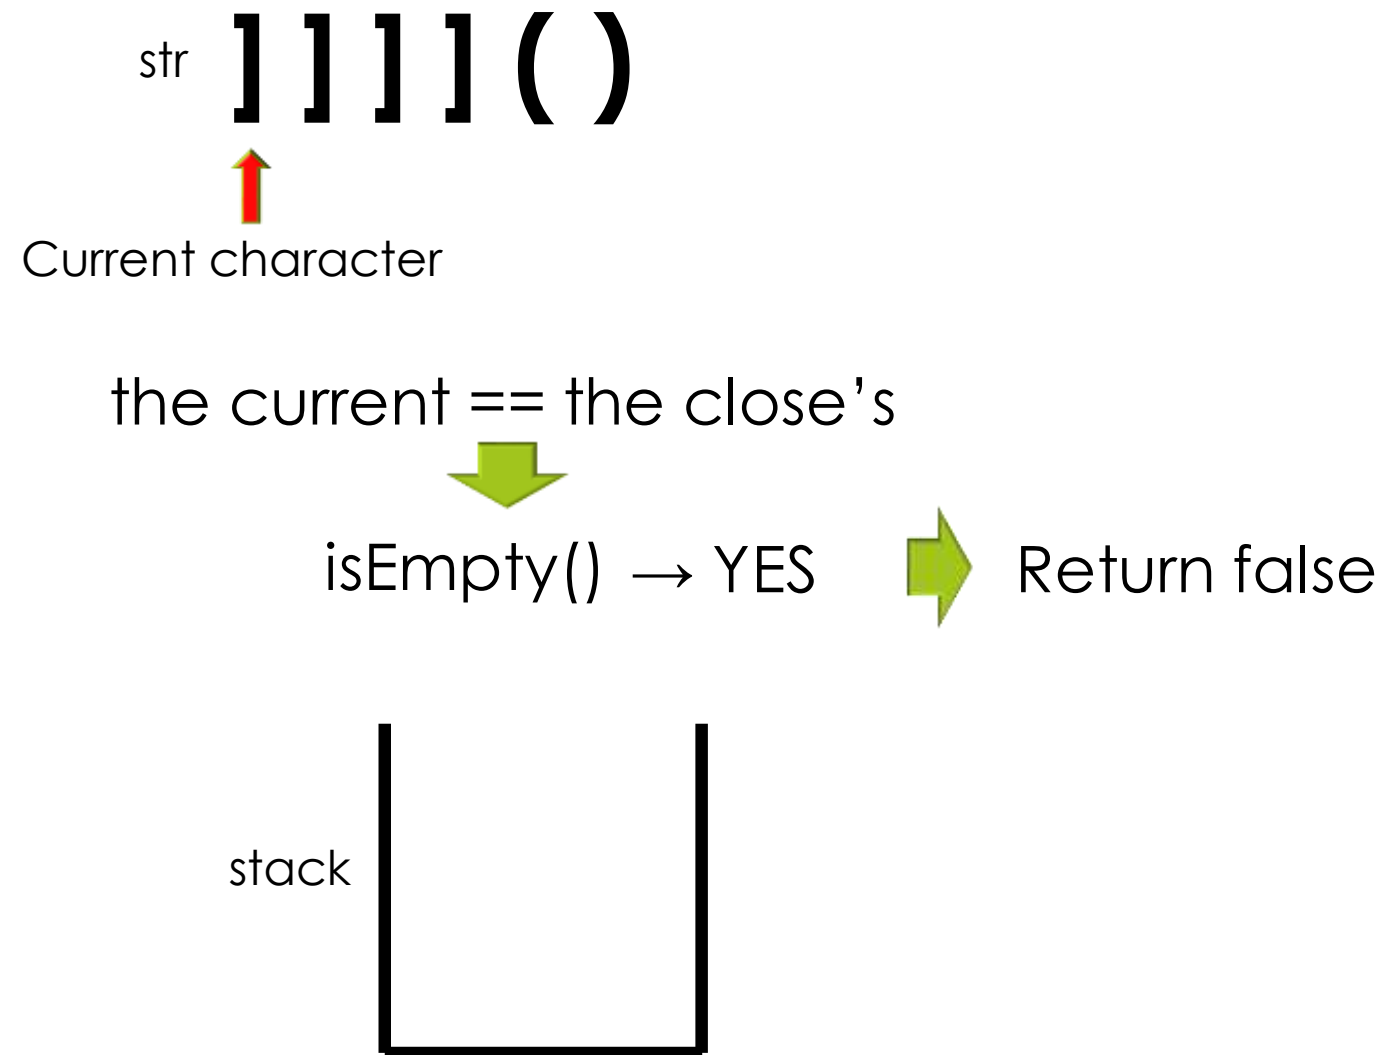 str ] ] ] ] ( )
Current character
the current == the close’s
isEmpty() → YES
Return false
stack